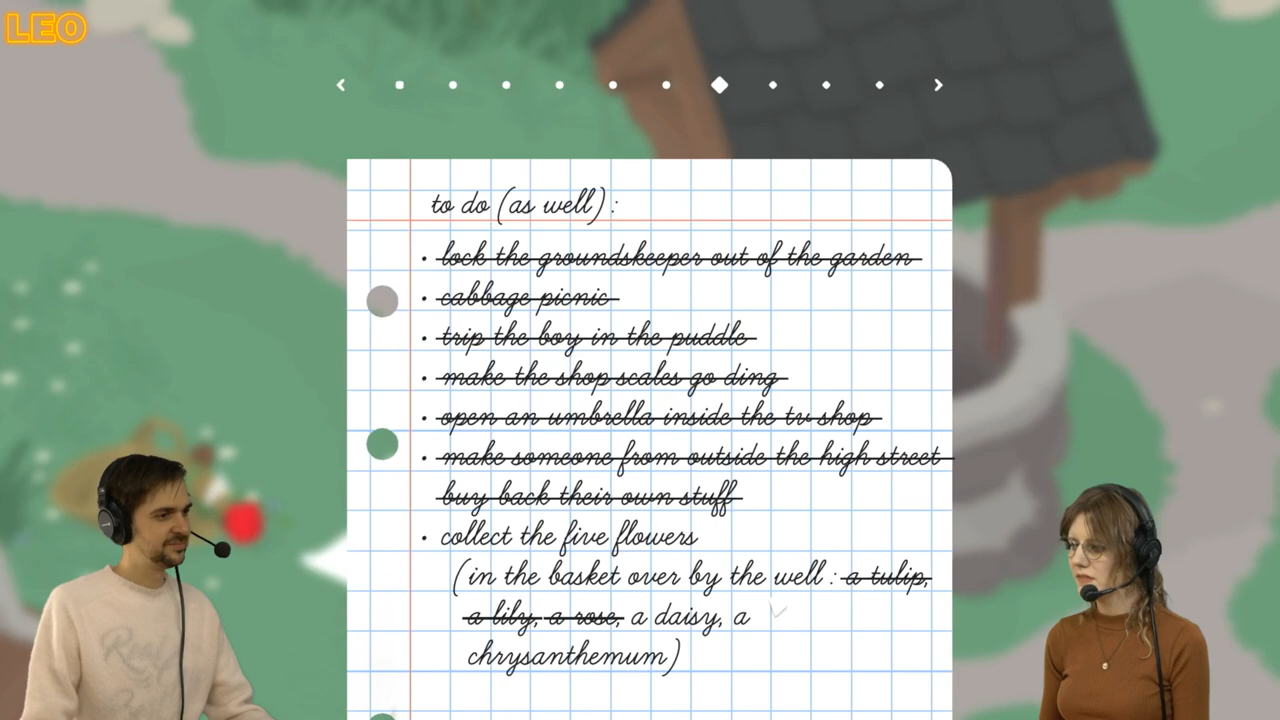 LEO
to do (as well):
• lock the groundskeeper out of the garden
• cabbage picnic
• trip the boy in the puddle
• make the shop scales go ding
• open an umbrella inside the tv shop
• make someone from outside the high street
buy back their own stuff
• collect the five flowers
(in the basket over by the well: a tulip,
a lily, a rose, a daisy, a
chrysanthemum)